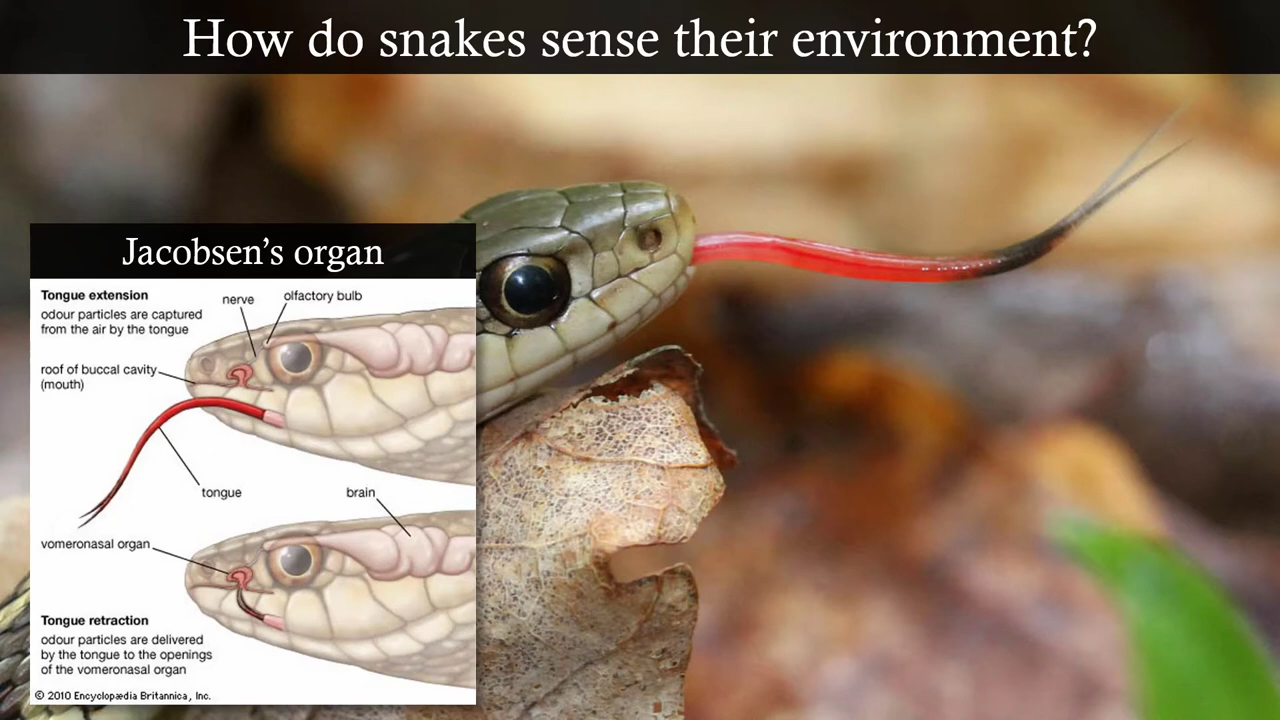 How do snakes sense their environment?
Jacobsen’s organ
Tongue extension
odour particles are captured
from the air by the tongue
nerve
olfactory bulb
roof of buccal cavity
(mouth)
tongue
brain
vomeronasal organ
Tongue retraction
odour particles are delivered
by the tongue to the openings
of the vomeronasal organ
© 2010 Encyclopædia Britannica, Inc.